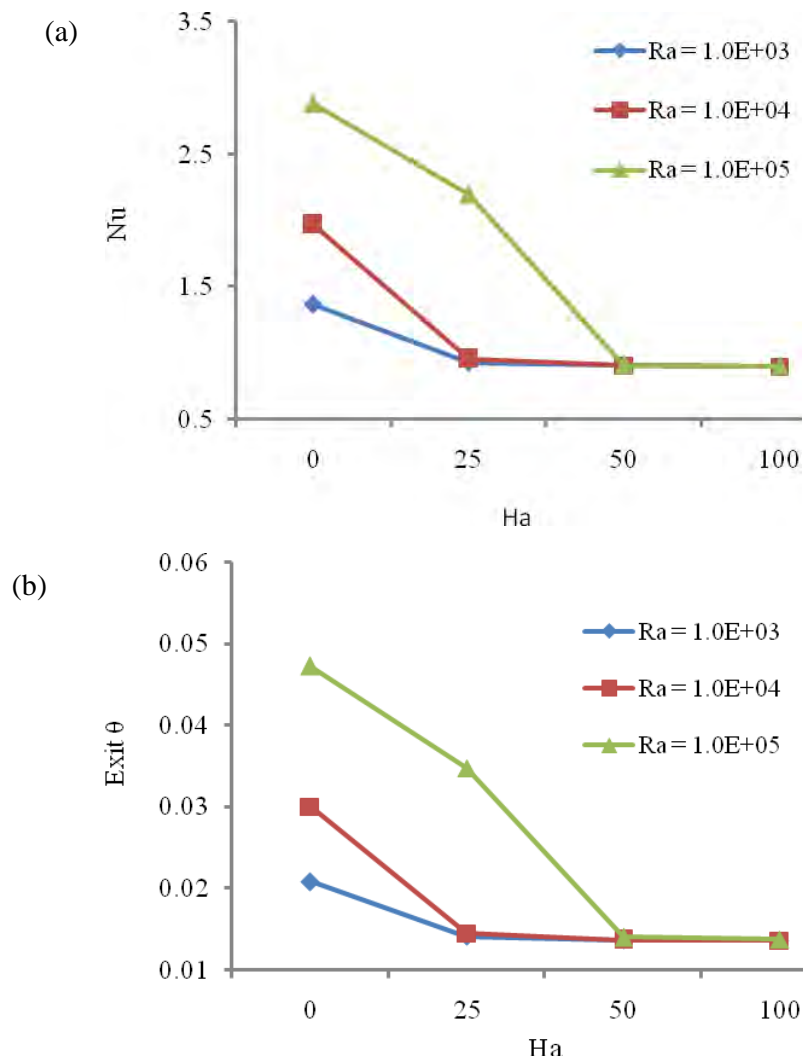 (a)
3.5
2.5
1.5
0.5
Nu
Ra = 1.0E+03
Ra = 1.0E+04
Ra = 1.0E+05
0 25 50 100
Ha
(b)
0.06
0.05
0.04
0.03
0.02
0.01
Exit θ
Ra = 1.0E+03
Ra = 1.0E+04
Ra = 1.0E+05
0 25 50 100
Ha